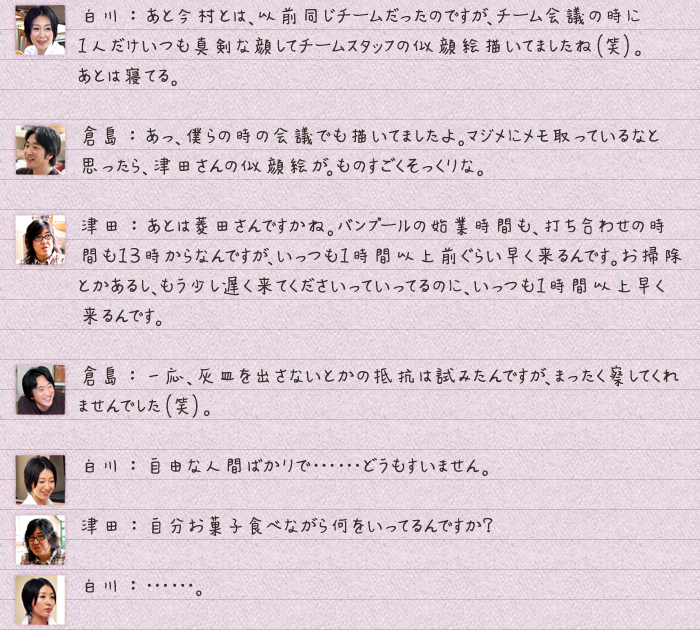 白川：あと今村とは、以前同じチームだったのですが、チーム会議の時に
1人だけいつも真剣な顔してチームスタッフの似顔絵描いてましたね(笑)。
あとは寝てる。
倉島：あっ、僕らの時の会議でも描いてましたよ。マジメにメモ取っているなと
思ったら、津田さんの似顔絵が。ものすごくそっくりな。
津田：あとは菱田さんですかね。バンプールの始業時間も、打ち合わせの時
間も13時からなんですが、いっつも1時間以上前ぐらい早く来るんです。お掃除
とかあるし、もう少し遅く来てくださいっていってるのに、いっつも1時間以上早く
来るんです。
倉島：一応、灰皿を出さないとかの抵抗は試みたんですが、まったく察してくれ
ませんでした(笑)。
白川：自由な人間ばかりで……どうもすいません。
津田：自分お菓子食べながら何をいってるんですか?
白川：……。